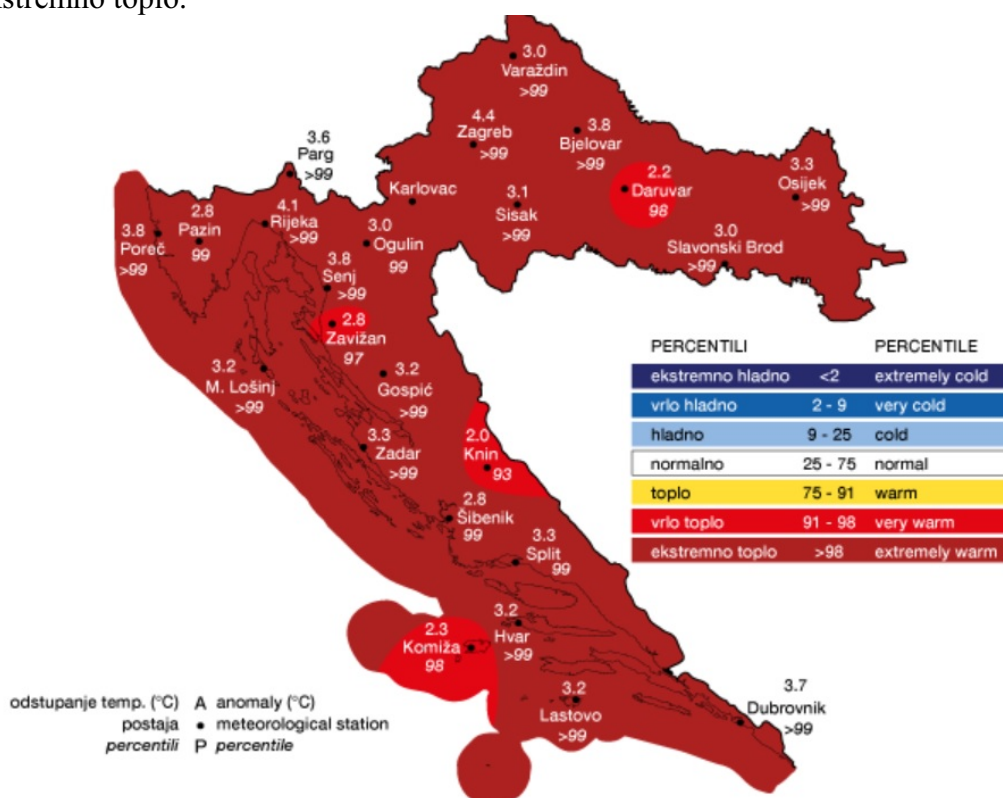 kstremno toplo.
3.0
Varaždin
>99
4.4
Zagreb
>99
3.8
Bjelovar
>99
3.6
Parg
>99
2.2
Daruvar
98
3.3
Osijek
>99
Karlovac
3.1
Sisak
>99
3.0
Slavonski Brod
>99
3.8
Poreč
>99
2.8
Pazin
99
4.1
Rijeka
>99
3.0
Ogulin
99
3.8
Senj
>99
2.8
Zavižan
97
3.2
M. Lošinj
>99
3.2
Gospić
>99
3.3
Zadar
>99
2.0
Knin
93
2.8
Šibenik
99
3.3
Split
99
2.3
Komiža
98
3.2
Hvar
>99
3.2
Lastovo
>99
3.7
Dubrovnik
>99
PERCENTILI PERCENTILE
ekstremno hladno <2 extremely cold
vrlo hladno 2 - 9 very cold
hladno 9 - 25 cold
normalno 25 - 75 normal
toplo 75 - 91 warm
vrlo toplo 91 - 98 very warm
ekstremno toplo >98 extremely warm
odstupanje temp. (°C) A anomaly (°C)
postaja • meteorological station
percentili P percentile